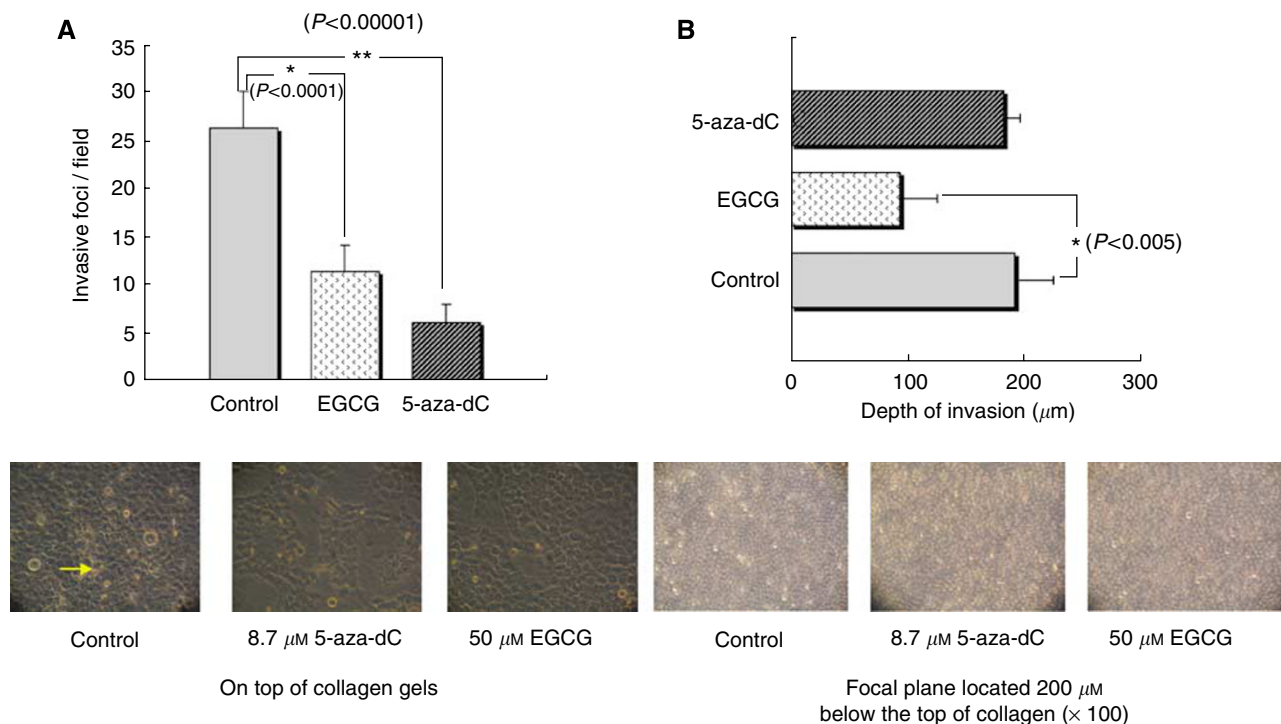 A
(P<0.00001)
**
*
(P<0.0001)
35
30
25
20
15
10
5
0
Invasive foci / field
Control EGCG 5-aza-dC
B
5-aza-dC
EGCG
Control
* (P<0.005)
0 100 200 300
Depth of invasion (μm)
Control 8.7 μM 5-aza-dC 50 μM EGCG
On top of collagen gels
Control 8.7 μM 5-aza-dC 50 μM EGCG
Focal plane located 200 μM
below the top of collagen (× 100)